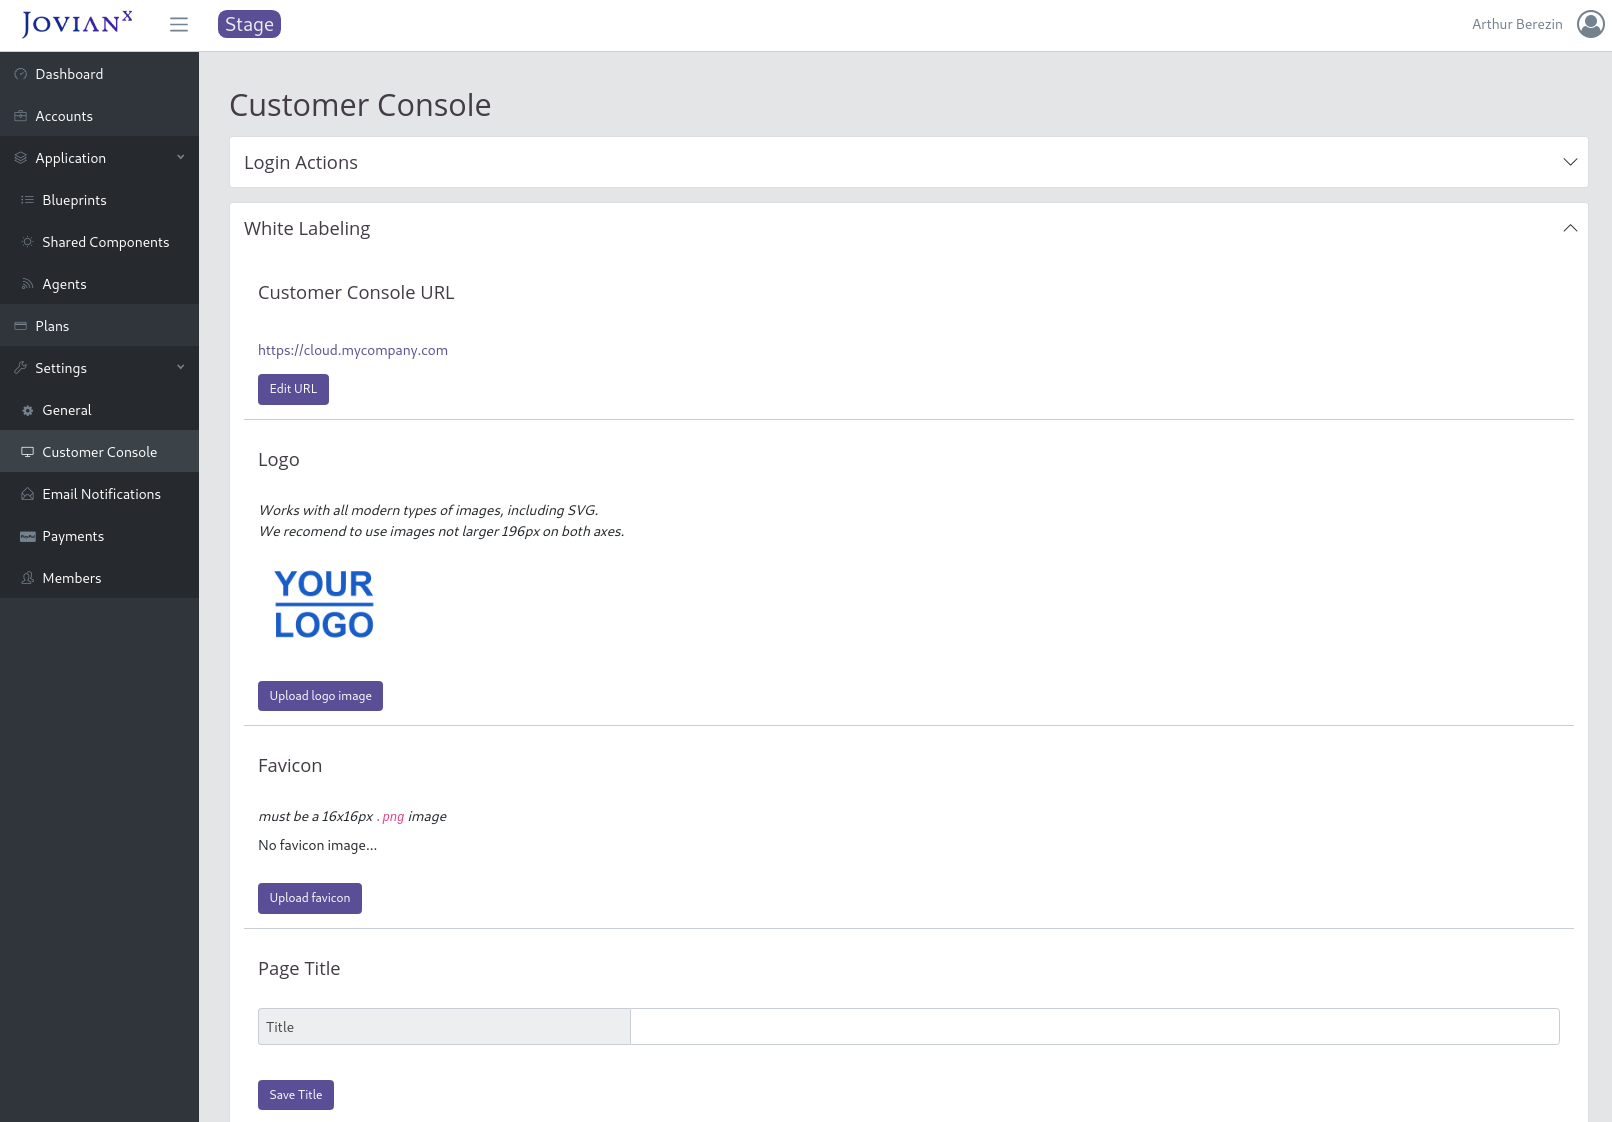 JOVIANX
Stage
Arthur Berezin
Dashboard
Accounts
Application
Blueprints
Shared Components
Agents
Plans
Settings
General
Customer Console
Email Notifications
Payments
Members
Customer Console
Login Actions
White Labeling
Customer Console URL
https://cloud.mycompany.com
Edit URL
Logo
Works with all modern types of images, including SVG.
We recomend to use images not larger 196px on both axes.
YOUR
LOGO
Upload logo image
Favicon
must be a 16x16px .png image
No favicon image...
Upload favicon
Page Title
Title
Save Title